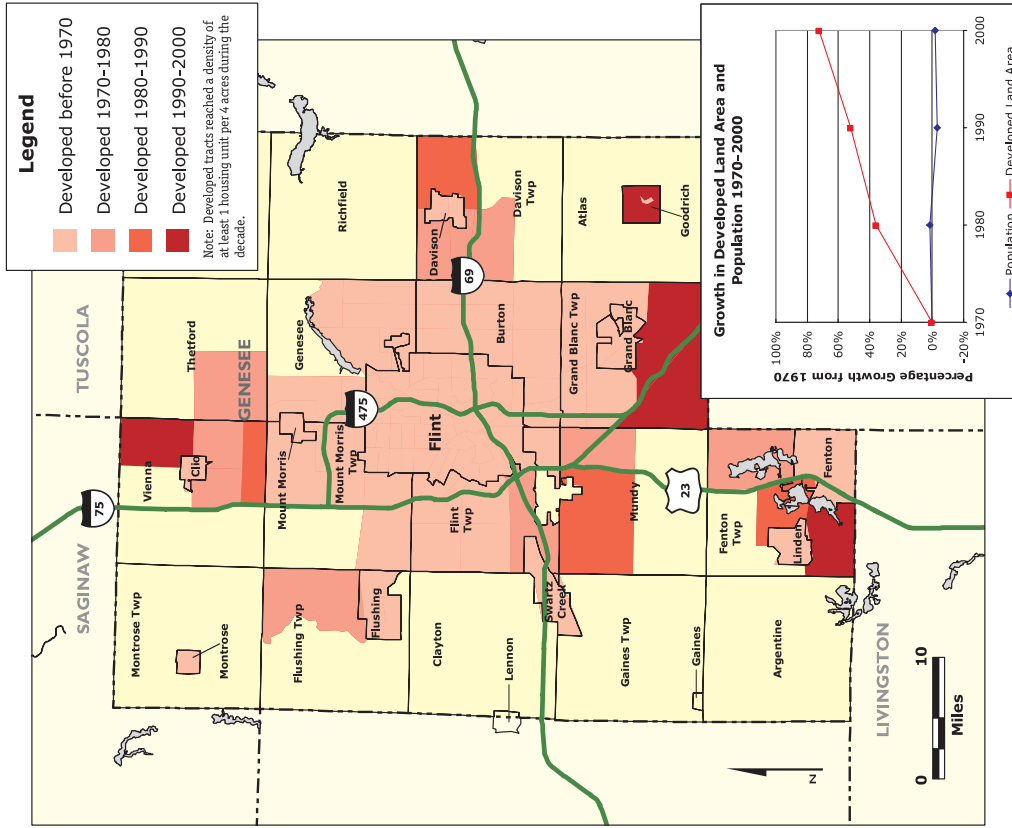 Legend
Developed before 1970
Developed 1970-1980
Developed 1980-1990
Developed 1990-2000
Note: Developed tracts reached a density of
at least 1 housing unit per 4 acres during the
decade.
TUSCOLA
SAGINAW
GENESEE
LIVINGSTON
75
475
69
23
Montrose Twp
Montrose
Vienna
Clio
Thetford
Flushing Twp
Flushing
Mount Morris
Mount Morris
Twp
Genesee
Richfield
Clayton
Lennon
Flint
Twp
Flint
Burton
Davison
Davison
Twp
Swartz
Creek
Gaines Twp
Gaines
Mundy
Grand Blanc Twp
Grand Blanc
Atlas
Goodrich
Argentine
Fenton
Twp
Linden
Fenton
N
0
10
Miles
Growth in Developed Land Area and
Population 1970-2000
Percentage Growth from 1970
100%
80%
60%
40%
20%
0%
-20%
1970
1980
1990
2000
Population
Developed Land Area